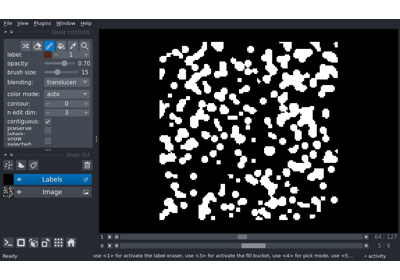 File View Plugins Window Help
layer controls
label: 1
opacity: 0.70
brush size: 15
blending: translucen
color mode: auto
contour: 0
n edit dim: 3
contiguous:
preserve labels:
show selected:
layer list
Labels
Image
1 64 127
0 5 9
Ready use <1> for activate the label eraser, use <3> for activate the fill bucket, use <4> for pick mode, use <5... activity